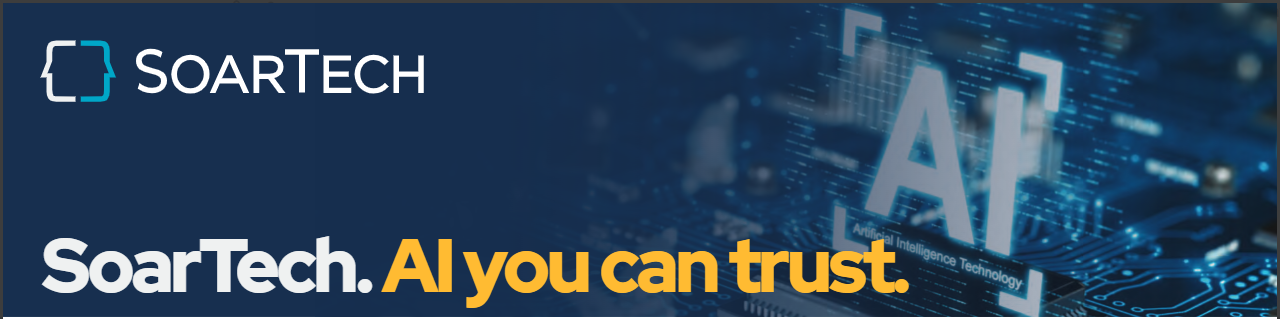 SOARTECH
AI
Artificial Intelligence Technology
SoarTech. AI you can trust.